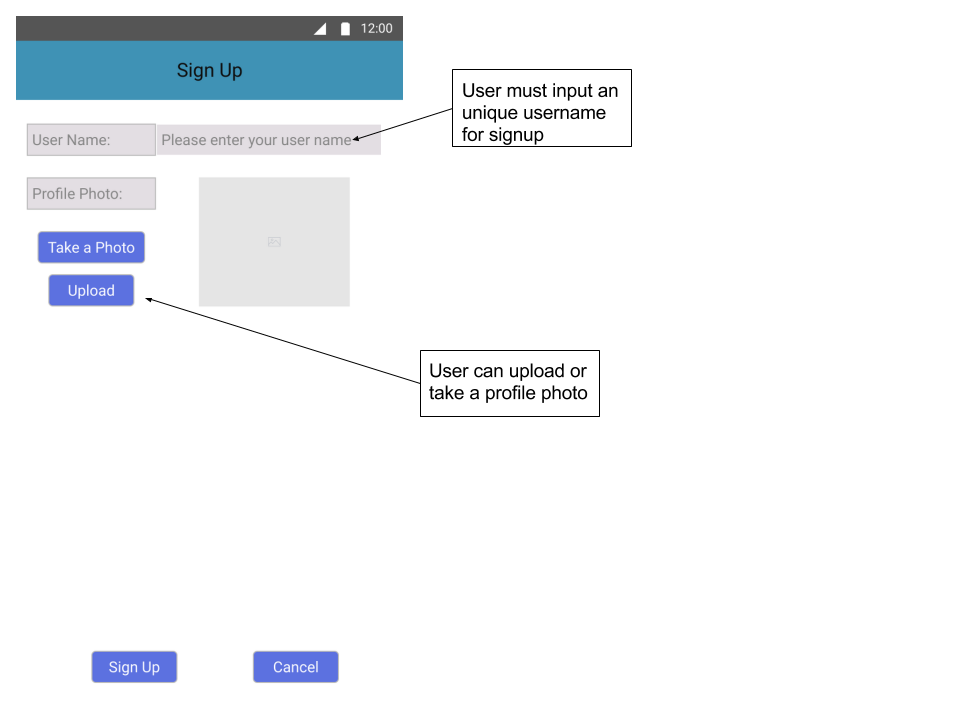 12:00
Sign Up
User must input an
unique username
for signup
User Name:
Please enter your user name
Profile Photo:
Take a Photo
Upload
User can upload or
take a profile photo
Sign Up
Cancel